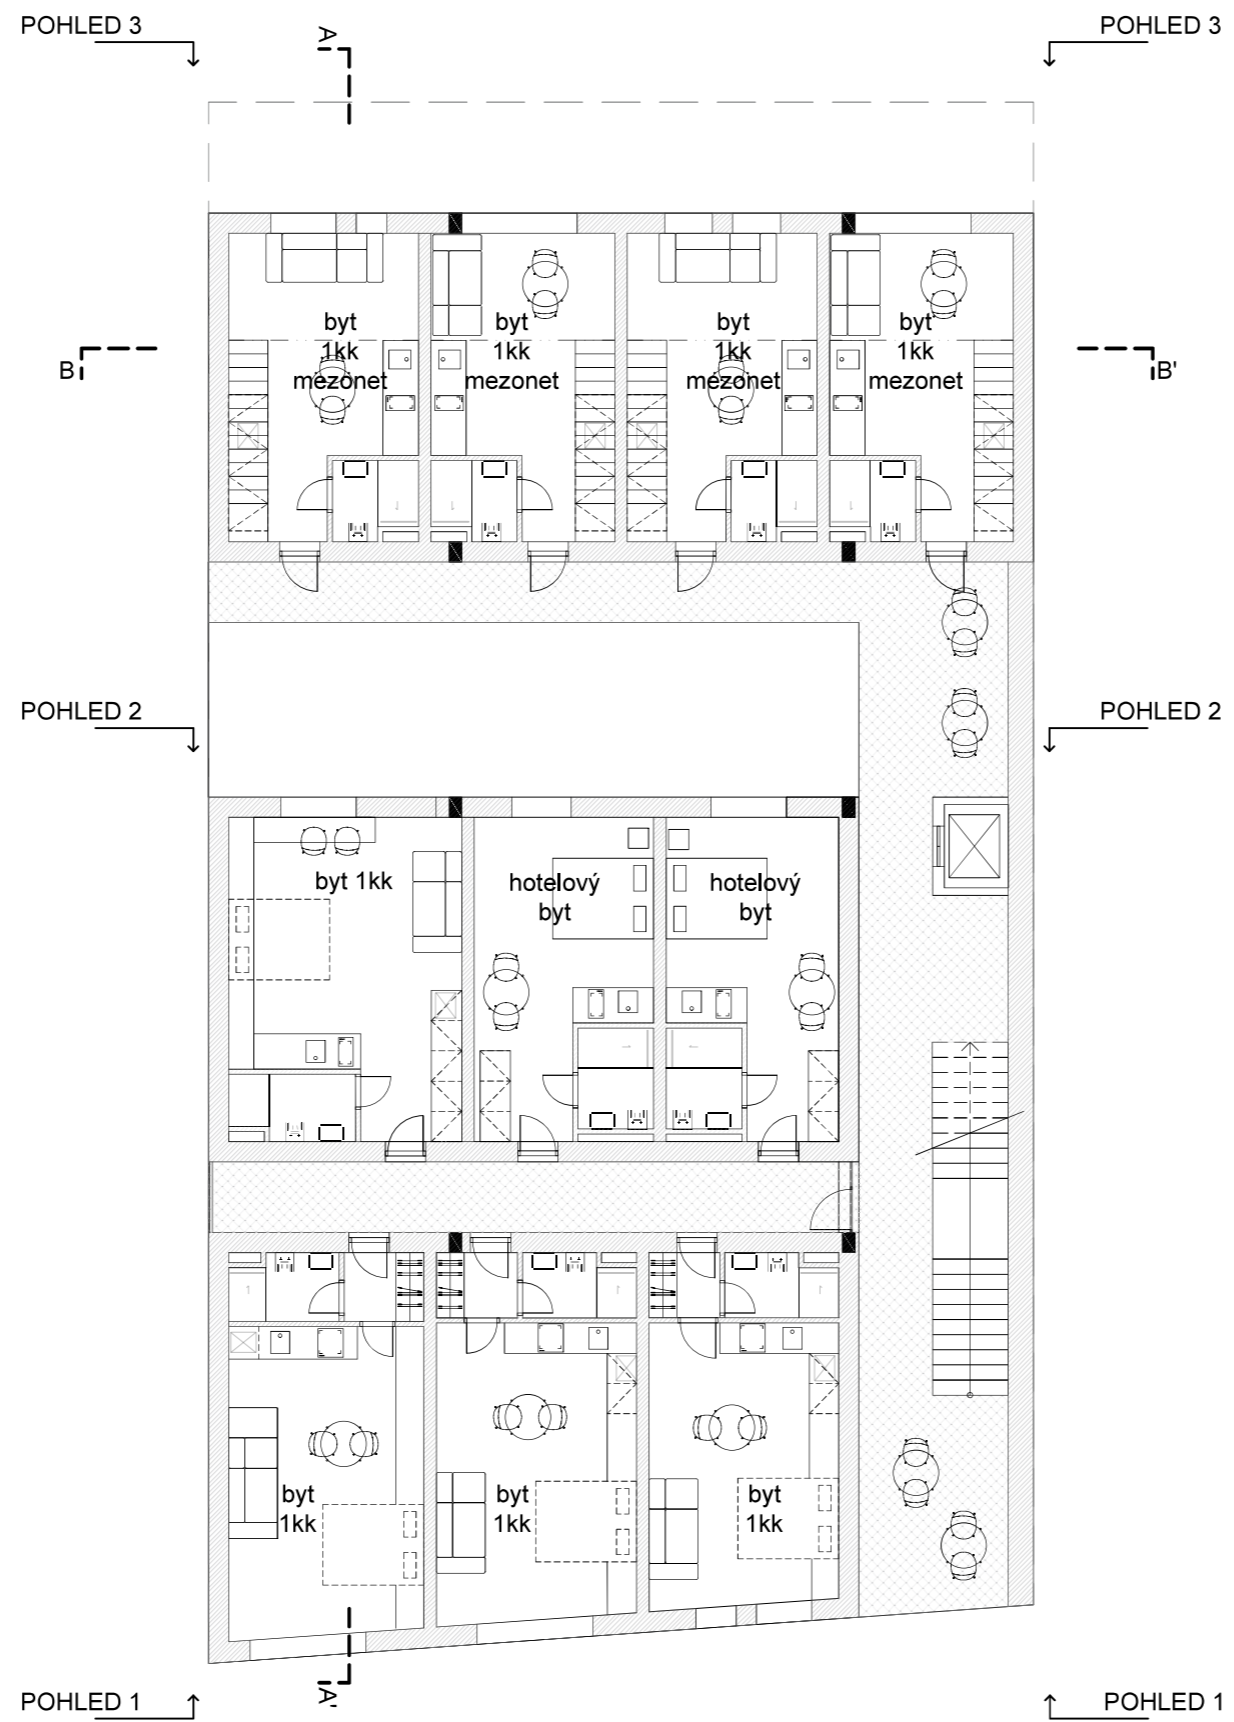 POHLED 3
POHLED 3
A
byt
1kk
mezonet
byt
1kk
mezonet
byt
1kk
mezonet
byt
1kk
mezonet
B
B'
POHLED 2
POHLED 2
byt 1kk
hotelový
byt
hotelový
byt
byt
1kk
byt
1kk
byt
1kk
A'
POHLED 1
POHLED 1